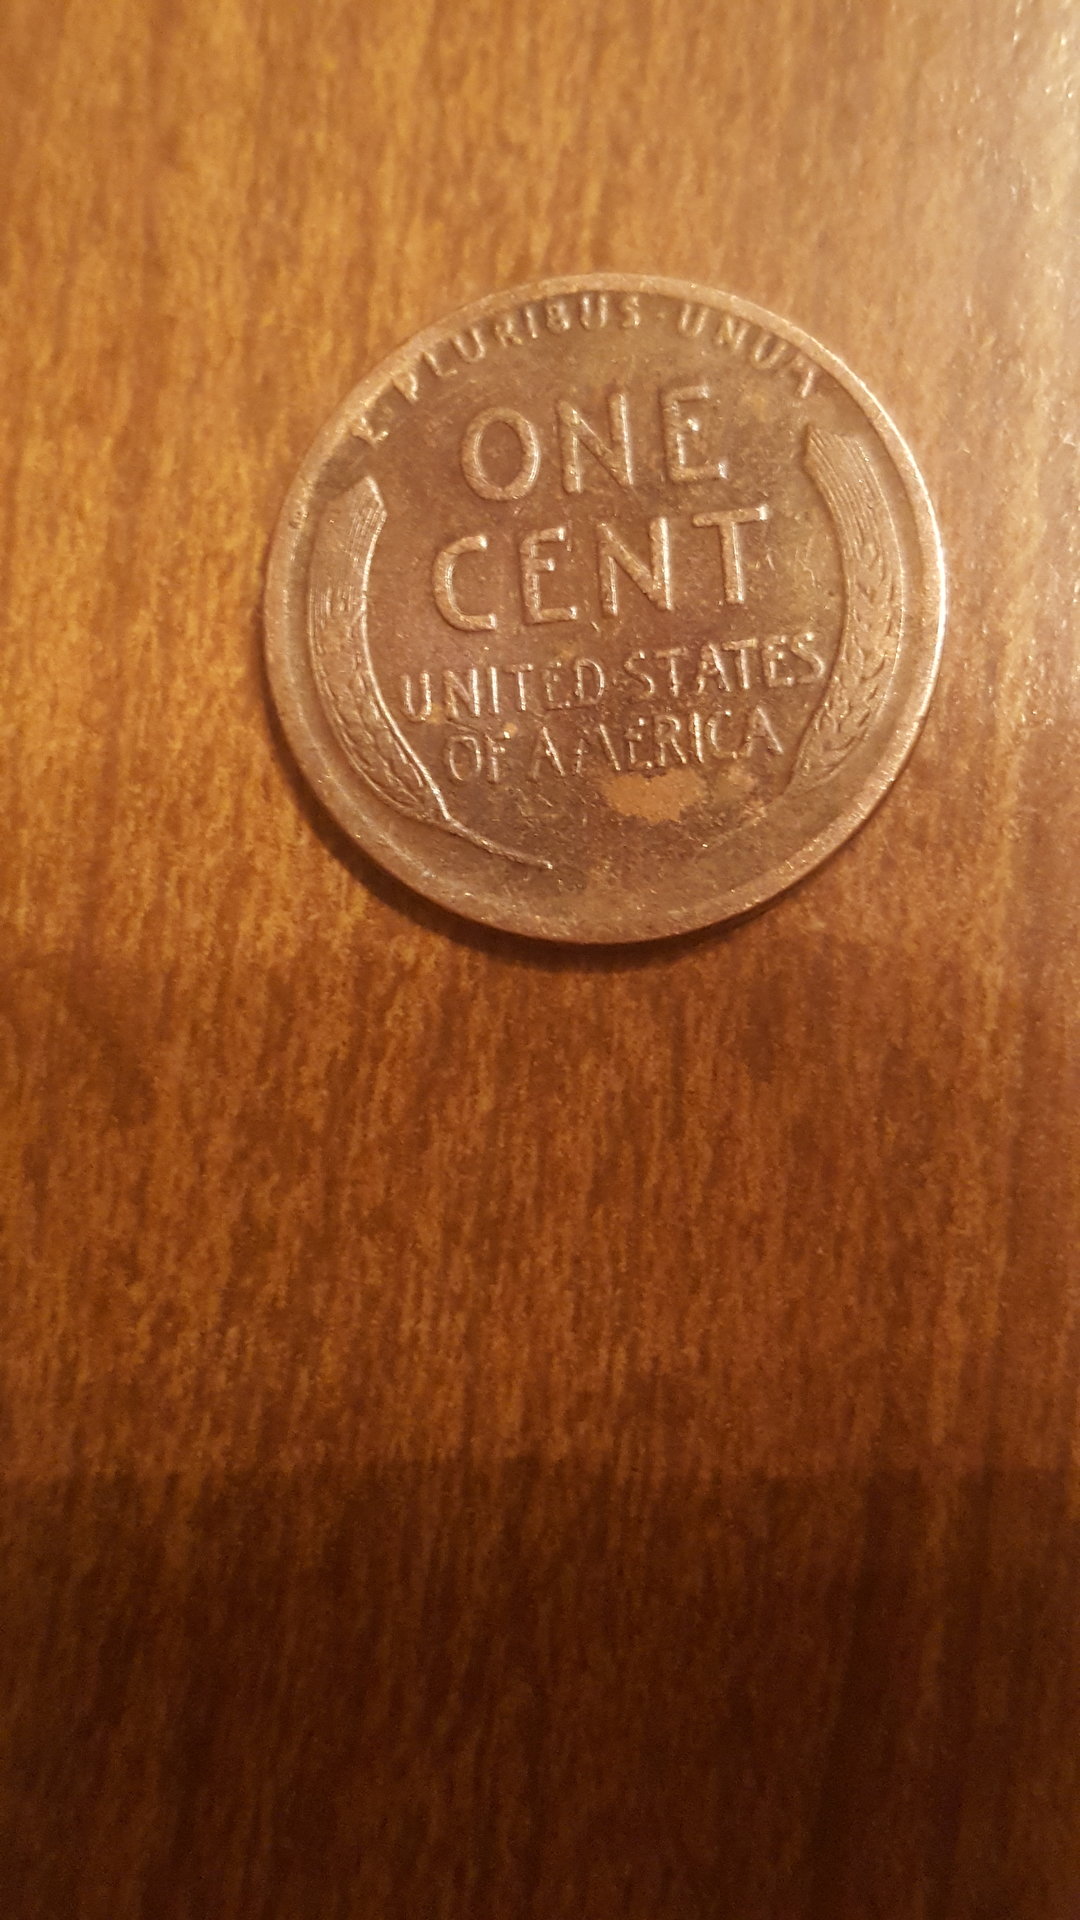 E·PLURIBUS·UNUM
ONE
CENT
UNITED·STATES
OF AMERICA